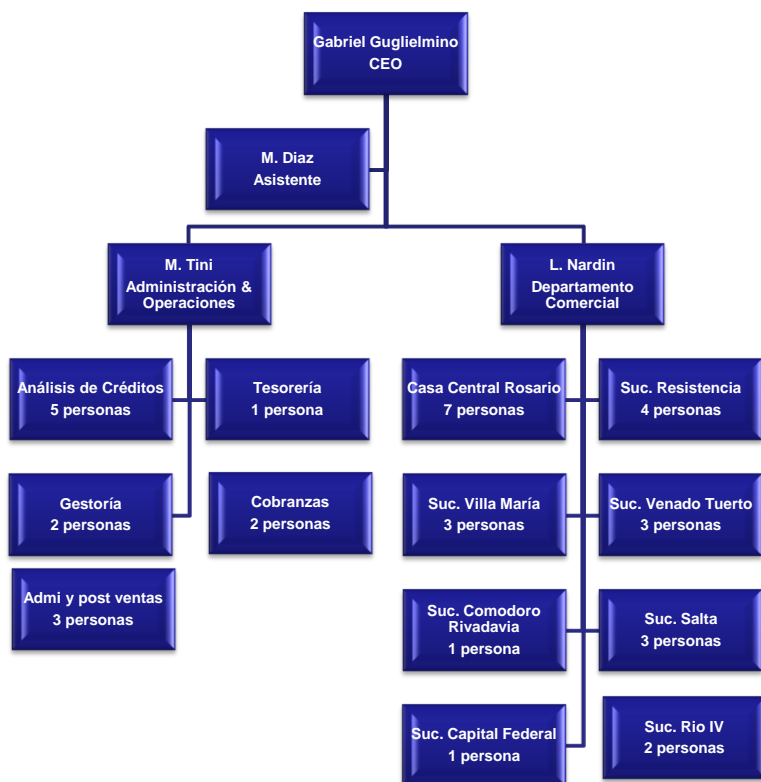 Gabriel Guglielmino
CEO
M. Diaz
Asistente
M. Tini
Administración &
Operaciones
L. Nardin
Departamento
Comercial
Análisis de Créditos
5 personas
Tesorería
1 persona
Casa Central Rosario
7 personas
Suc. Resistencia
4 personas
Gestoría
2 personas
Cobranzas
2 personas
Suc. Villa María
3 personas
Suc. Venado Tuerto
3 personas
Admi y post ventas
3 personas
Suc. Comodoro
Rivadavia
1 persona
Suc. Salta
3 personas
Suc. Capital Federal
1 persona
Suc. Rio IV
2 personas